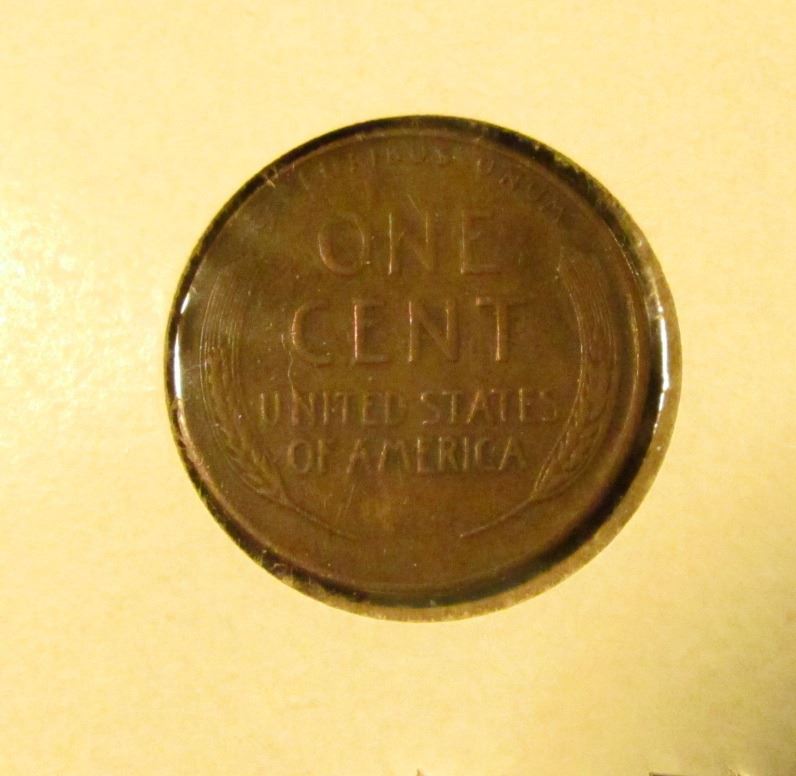 E PLURIBUS UNUM
ONE
CENT
UNITED STATES
OF AMERICA